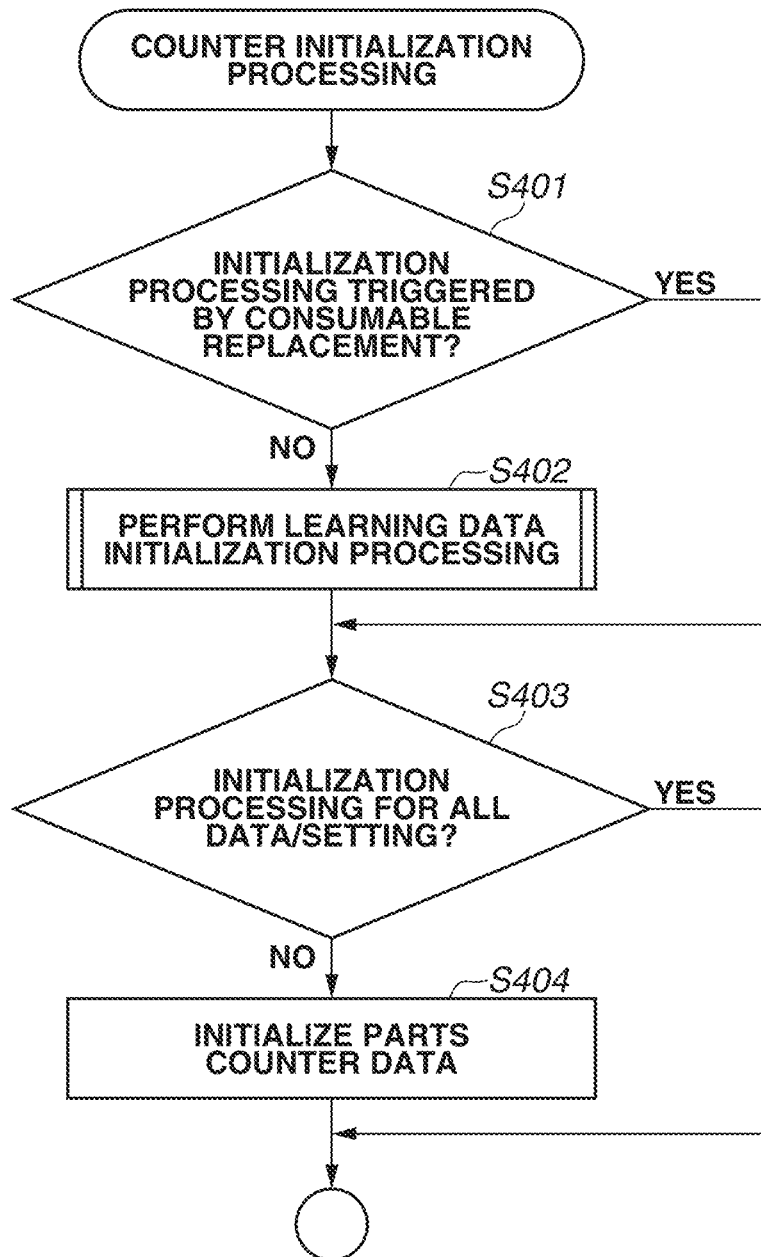 COUNTER INITIALIZATION
PROCESSING
S401
INITIALIZATION
PROCESSING TRIGGERED
BY CONSUMABLE
REPLACEMENT?
YES
NO
S402
PERFORM LEARNING DATA
INITIALIZATION PROCESSING
S403
INITIALIZATION
PROCESSING FOR ALL
DATA/SETTING?
YES
NO
S404
INITIALIZE PARTS
COUNTER DATA